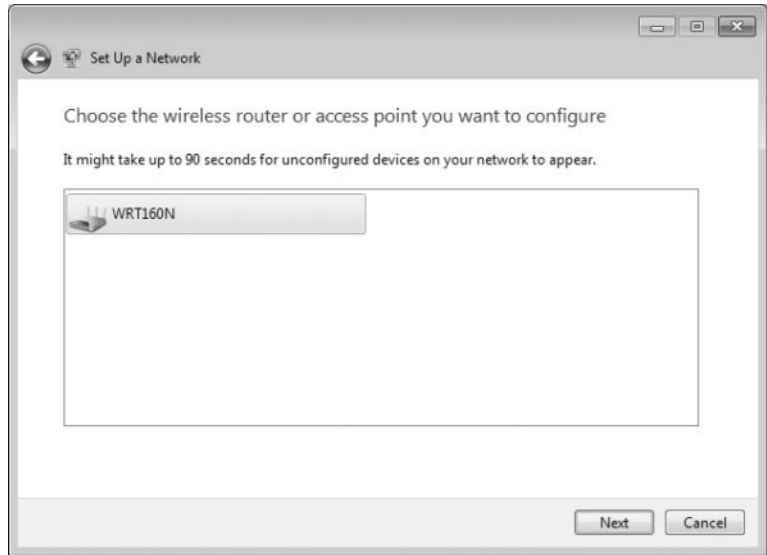 Set Up a Network
Choose the wireless router or access point you want to configure
It might take up to 90 seconds for unconfigured devices on your network to appear.
WRT160N
Next Cancel